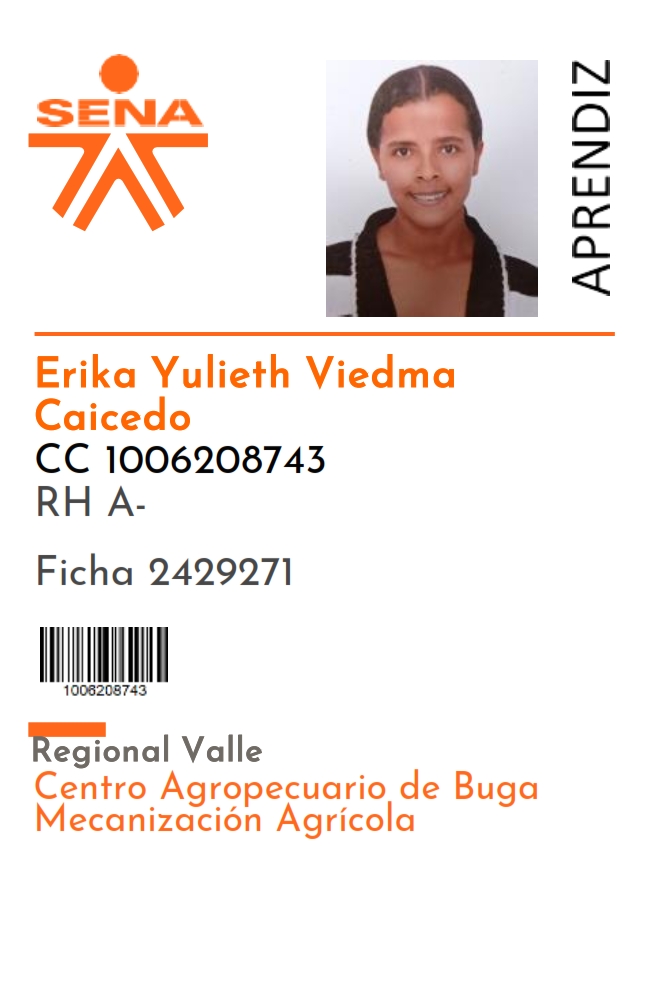 SENA
APRENDIZ
Erika Yulieth Viedma
Caicedo
CC 1006208743
RH A-
Ficha 2429271
1006208743
Regional Valle
Centro Agropecuario de Buga
Mecanización Agrícola